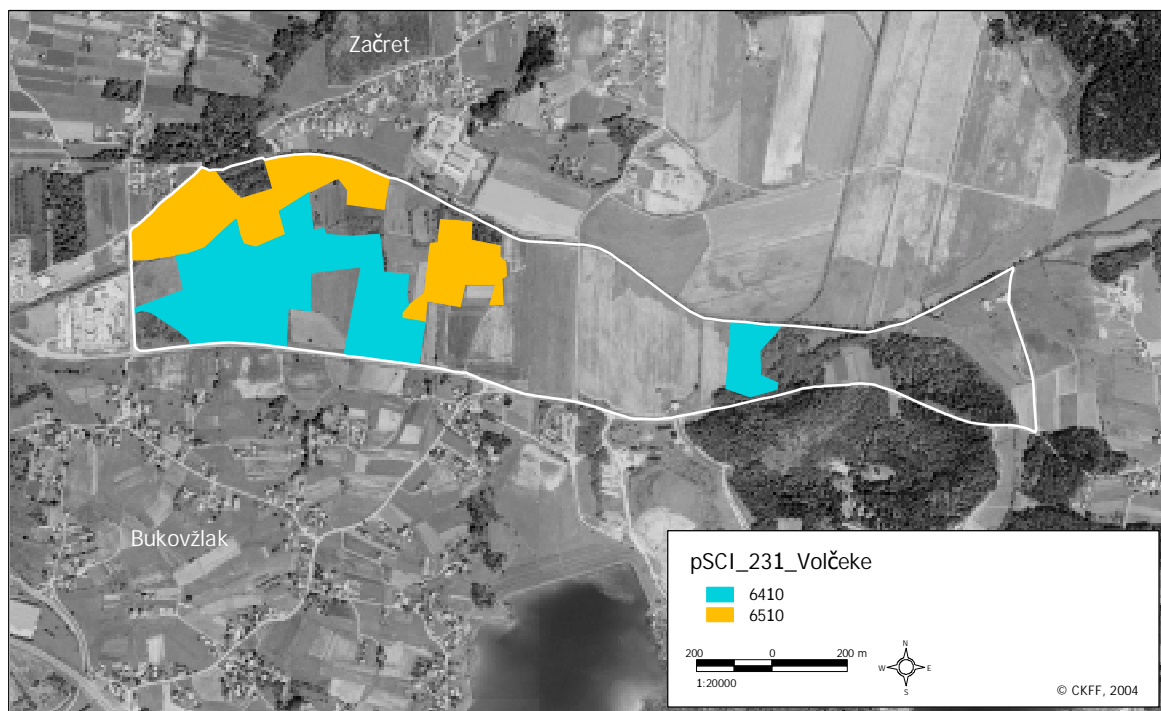 Začret
Bukovžlak
pSCI_231_Volčeke
6410
6510
200 0 200 m
1:20000
N
W E
S
© CKFF, 2004